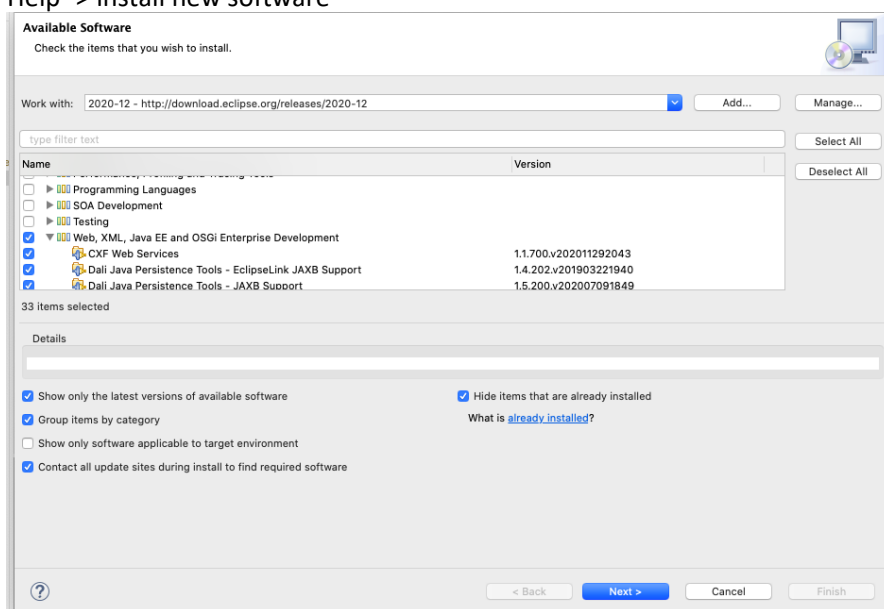 Help -> Install new software
Available Software
Check the items that you wish to install.
Work with: 2020-12 - http://download.eclipse.org/releases/2020-12 Add... Manage...
type filter text Select All
Name Version Deselect All
Performance, Profiling and Tracing Tools
Programming Languages
SOA Development
Testing
Web, XML, Java EE and OSGi Enterprise Development
CXF Web Services 1.1.700.v202011292043
Dali Java Persistence Tools - EclipseLink JAXB Support 1.4.202.v201903221940
Dali Java Persistence Tools - JAXB Support 1.5.200.v202007091849
33 items selected
Details
Show only the latest versions of available software Hide items that are already installed
Group items by category What is already installed?
Show only software applicable to target environment
Contact all update sites during install to find required software
? < Back Next > Cancel Finish